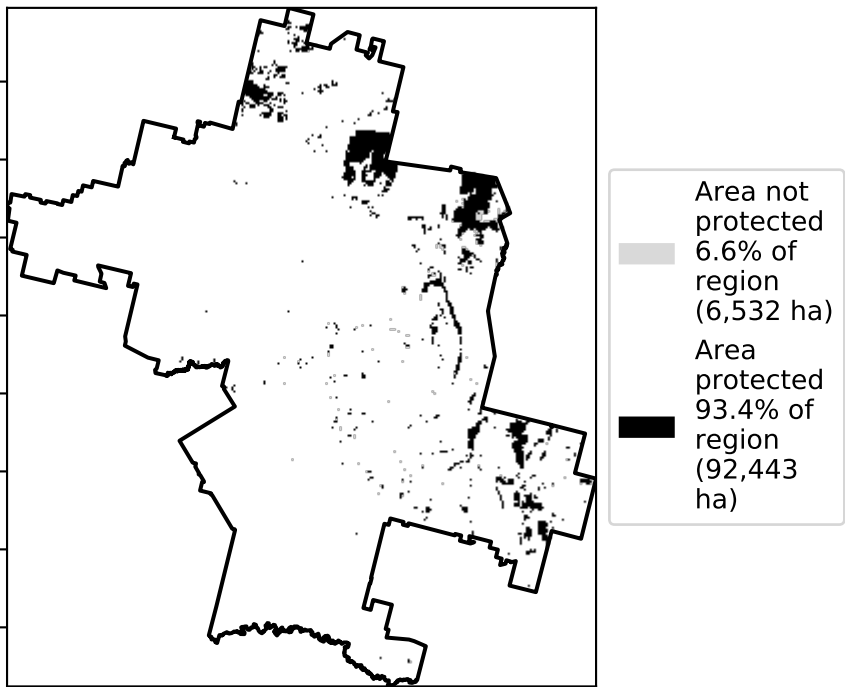 Area not
protected
6.6% of
region
(6,532 ha)
Area
protected
93.4% of
region
(92,443
ha)